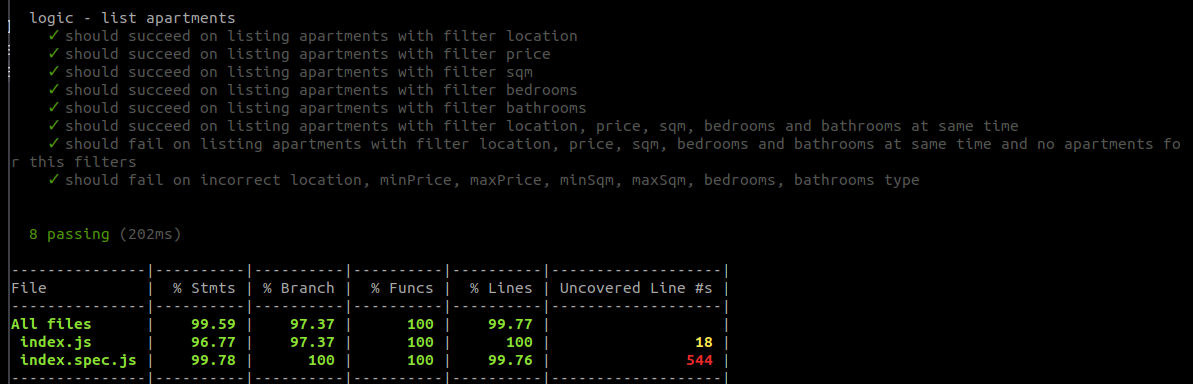 logic - list apartments
✓ should succeed on listing apartments with filter location
✓ should succeed on listing apartments with filter price
✓ should succeed on listing apartments with filter sqm
✓ should succeed on listing apartments with filter bedrooms
✓ should succeed on listing apartments with filter bathrooms
✓ should succeed on listing apartments with filter location, price, sqm, bedrooms and bathrooms at same time
✓ should fail on listing apartments with filter location, price, sqm, bedrooms and bathrooms at same time and no apartments fo
r this filters
✓ should fail on incorrect location, minPrice, maxPrice, minSqm, maxSqm, bedrooms, bathrooms type
8 passing (202ms)
---------------|----------|----------|----------|----------|-------------------|
File           |  % Stmts | % Branch |  % Funcs |  % Lines | Uncovered Line #s |
---------------|----------|----------|----------|----------|-------------------|
All files      |    99.59 |    97.37 |      100 |    99.77 |                   |
 index.js      |    96.77 |    97.37 |      100 |      100 |                18 |
 index.spec.js |    99.78 |      100 |      100 |    99.76 |               544 |
---------------|----------|----------|----------|----------|-------------------|